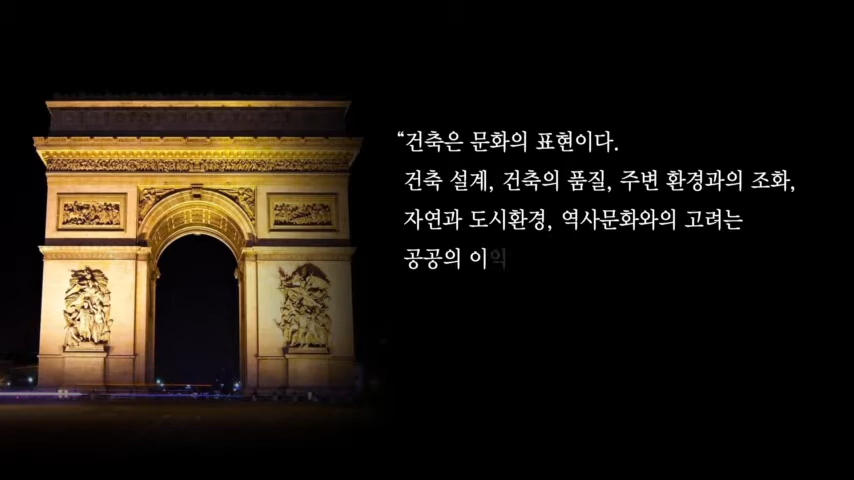 “건축은 문화의 표현이다.
건축 설계, 건축의 품질, 주변 환경과의 조화,
자연과 도시환경, 역사문화와의 고려는
공공의 이익